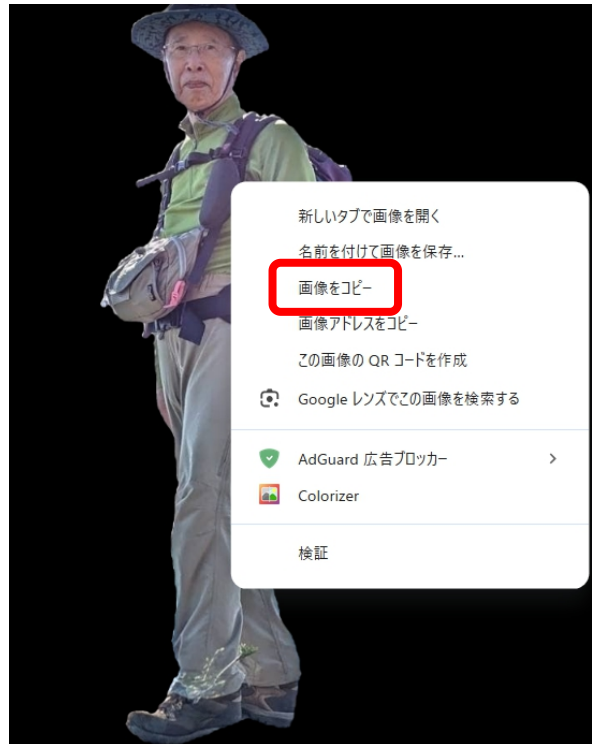 新しいタブで画像を開く
名前を付けて画像を保存...
画像をコピー
画像アドレスをコピー
この画像の QR コードを作成
Google レンズでこの画像を検索する
AdGuard 広告ブロッカー
Colorizer
検証